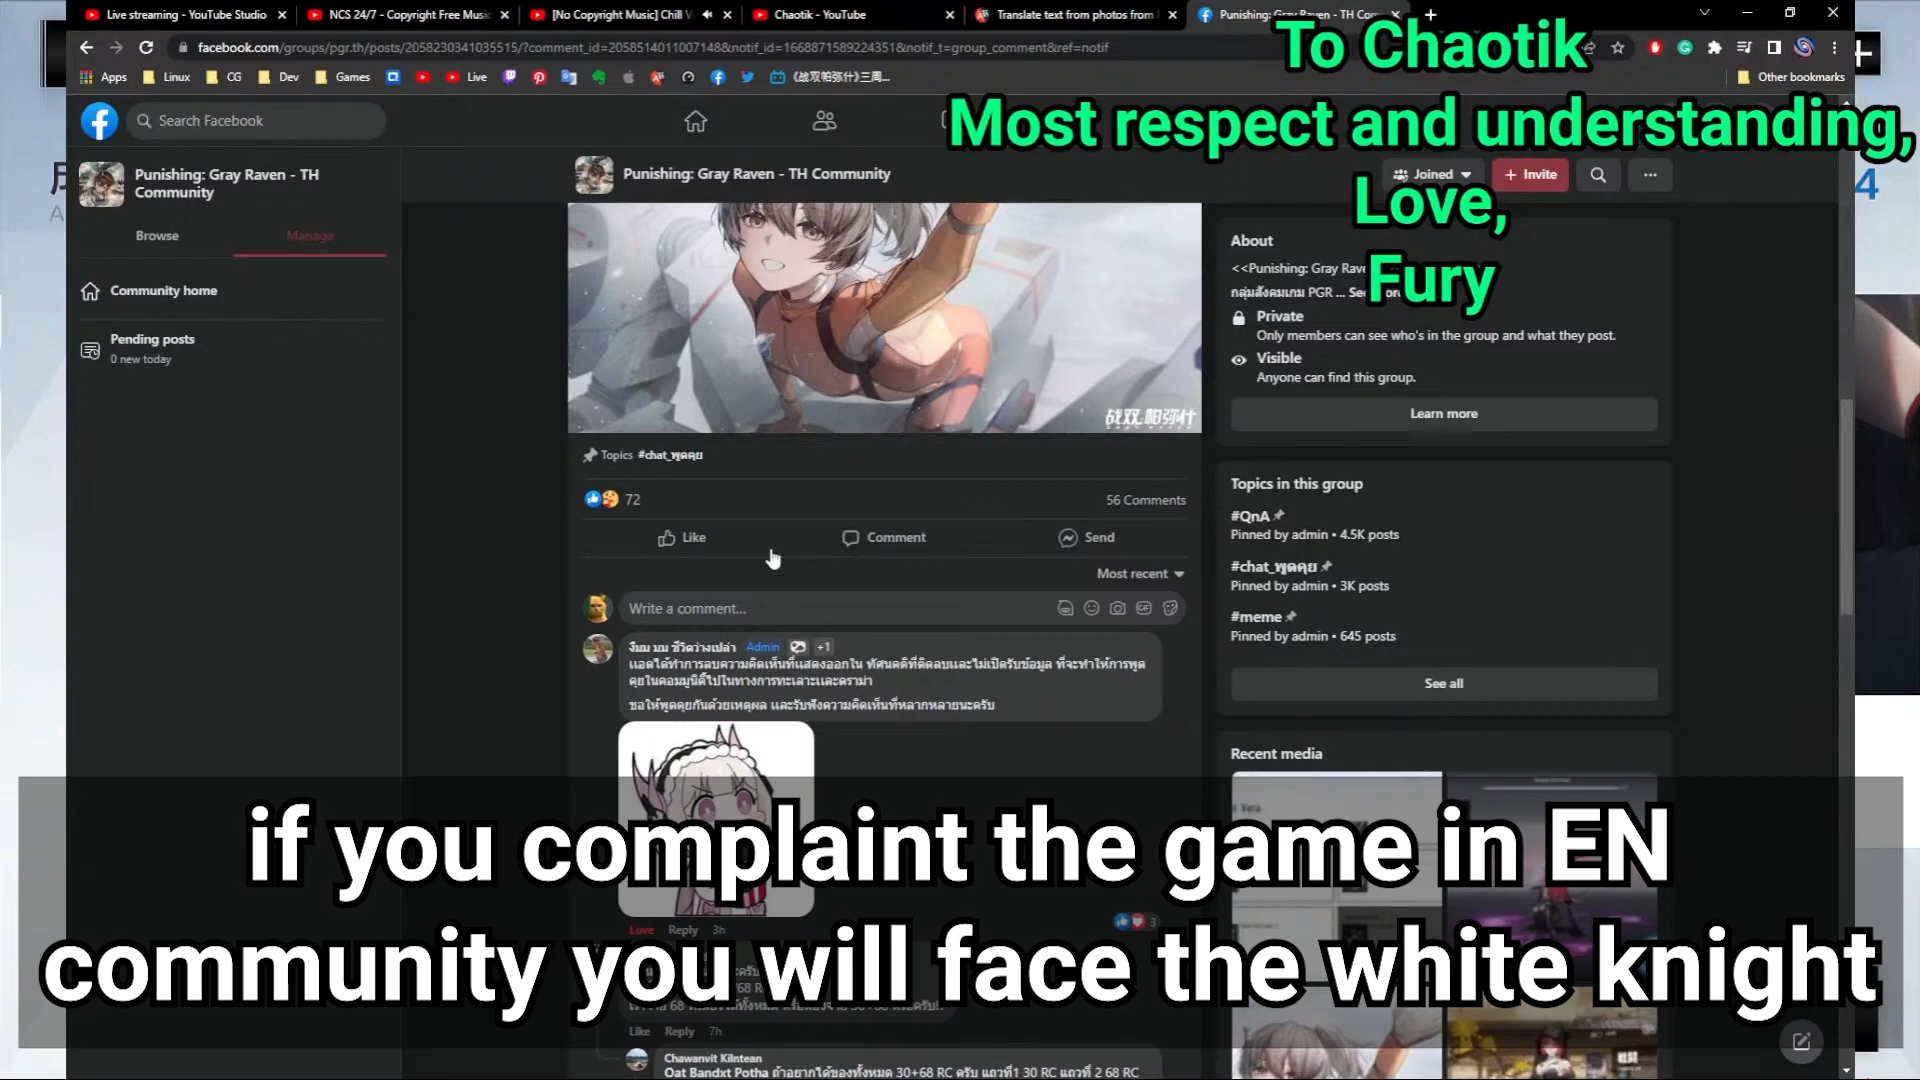 Live streaming - YouTube Studio
NCS 24/7 - Copyright Free Music
[No Copyright Music] Chill V
Chaotik - YouTube
Translate text from photos from
Punishing: Gray Raven - TH Com
facebook.com/groups/pgr.th/posts/2058230341035515/?comment_id=2058514011007148&notif_id=1668871589224351&notif_t=group_comment&ref=notif
Apps
Linux
CG
Dev
Games
Live
《战双帕弥什》三周...
Other bookmarks
To Chaotik
Most respect and understanding,
Love,
Fury
Search Facebook
Punishing: Gray Raven - TH
Community
Browse
Manage
Community home
Pending posts
0 new today
Punishing: Gray Raven - TH Community
Joined
+ Invite
战双帕弥什
Topics #chat_พูดคุย
72
56 Comments
Like
Comment
Send
Most recent
Write a comment...
งึมม บม ชีวิตว่างเปล่า Admin +1
แอดได้ทำการลบความคิดเห็นที่แสดงออกใน ทัศนคติที่ติดลบและไม่เปิดรับข้อมูล ที่จะทำให้การพูด
คุยในคอมมูนิตี้ไปในทางการทะเลาะและดราม่า
ขอให้พูดคุยกันด้วยเหตุผล และรับฟังความคิดเห็นที่หลากหลายนะครับ
Love Reply 3h
3
Like Reply 7h
Chawanvit Kilntean
Oat Bandxt Potha ถ้าอยากได้ของทั้งหมด 30+68 RC ครับ แถวที่1 30 RC แถวที่ 2 68 RC
About
<<Punishing: Gray Rave
กลุ่มสังคมเกม PGR ...
Private
Only members can see who's in the group and what they post.
Visible
Anyone can find this group.
Learn more
Topics in this group
#QnA
Pinned by admin • 4.5K posts
#chat_พูดคุย
Pinned by admin • 3K posts
#meme
Pinned by admin • 645 posts
See all
Recent media
4
if you complaint the game in EN
community you will face the white knight